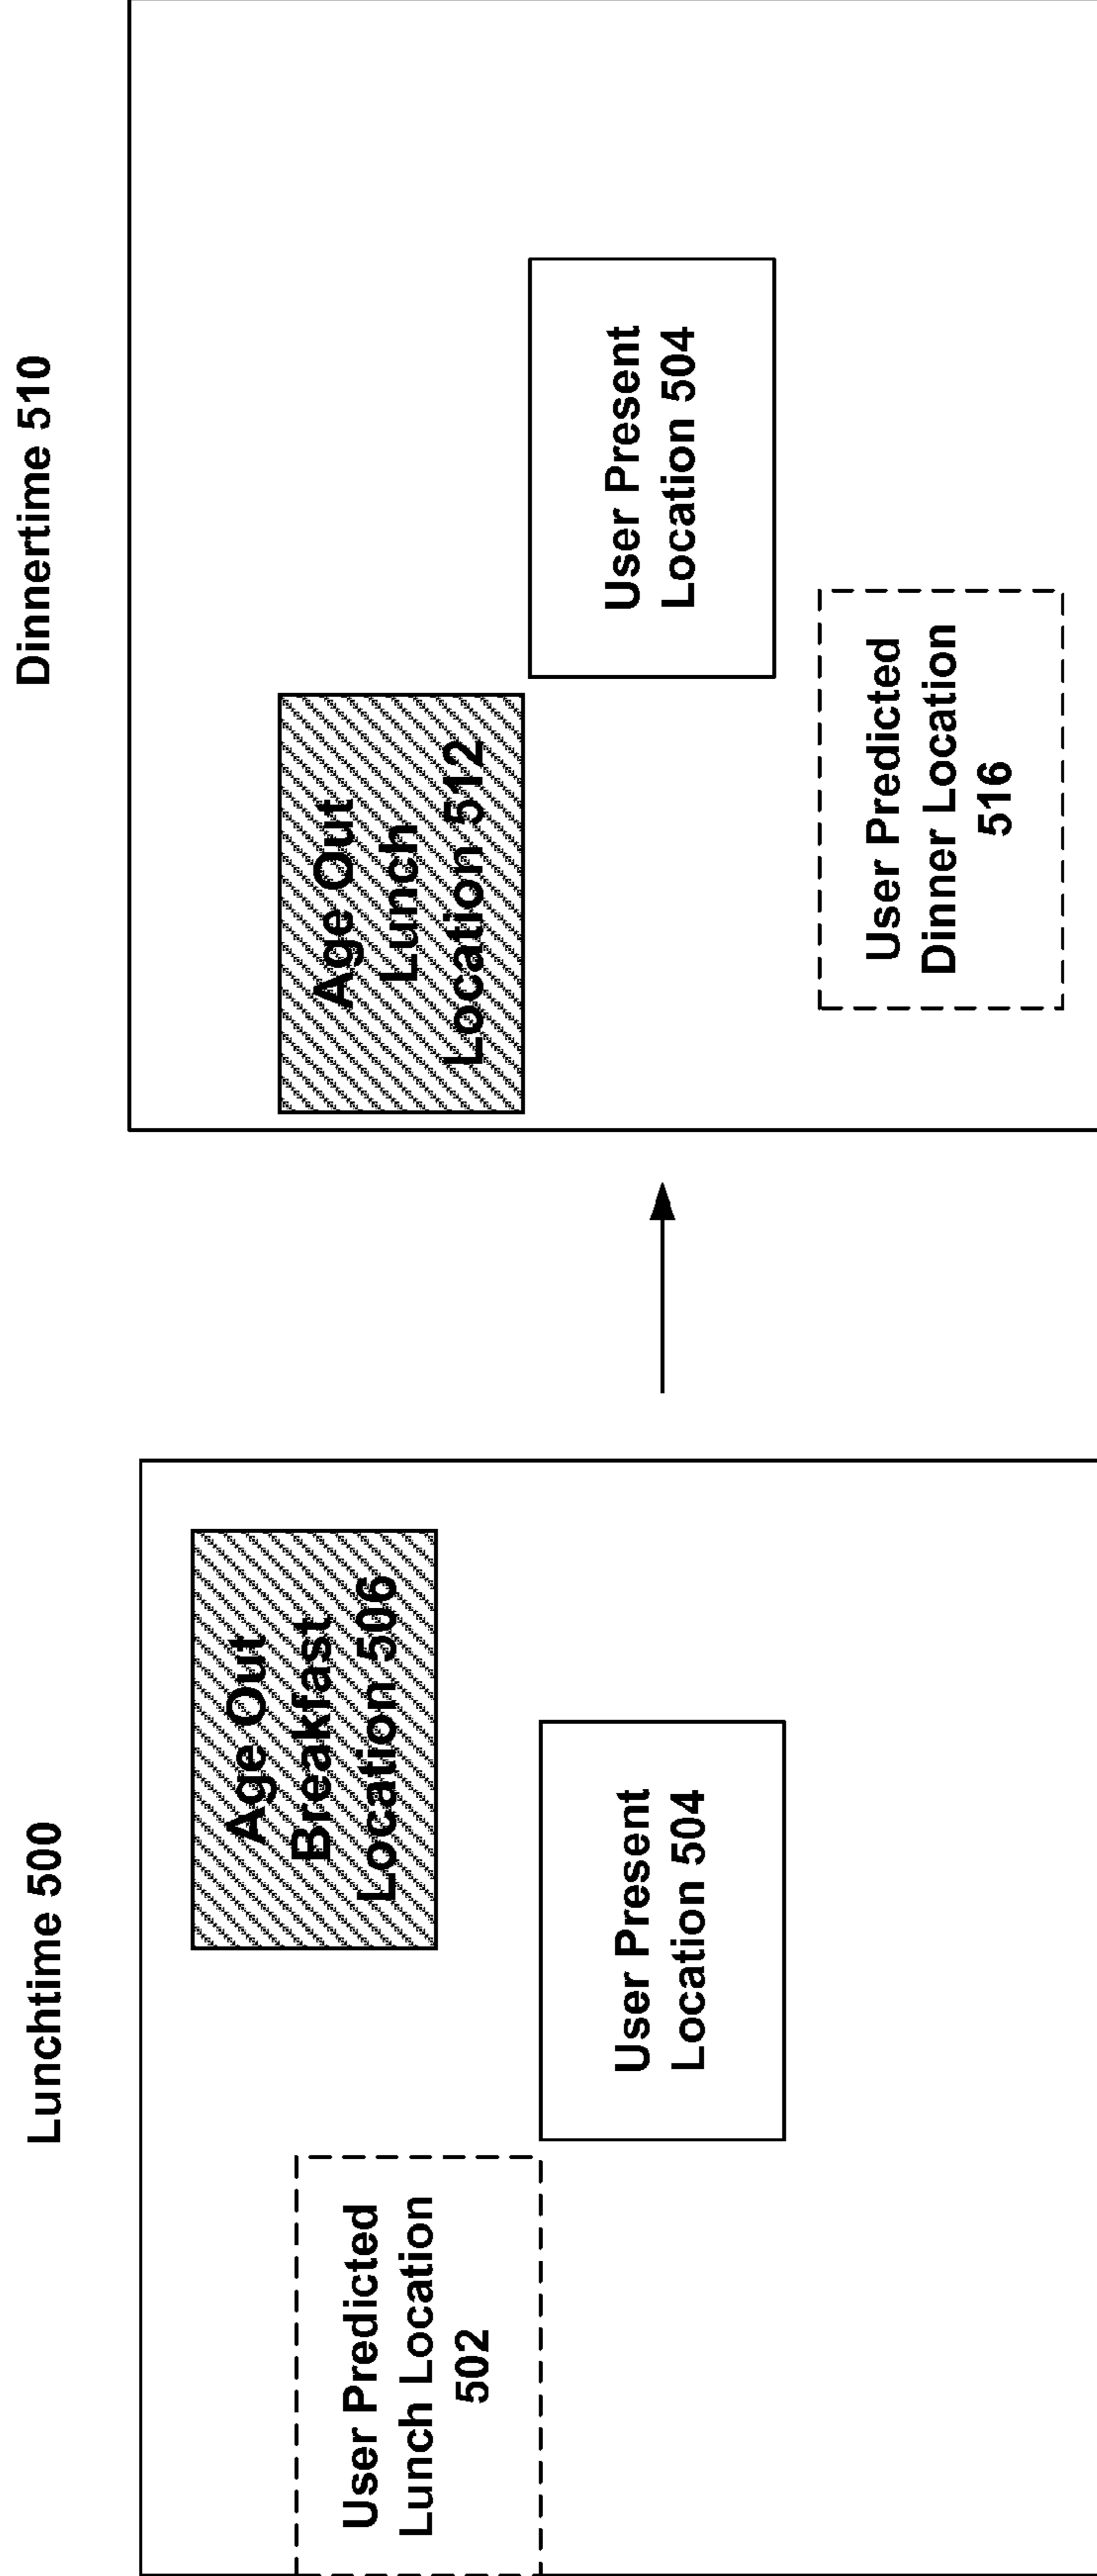 Lunchtime 500
User Predicted
Lunch Location
502
Age Out
Breakfast
Location 506
User Present
Location 504
Dinnertime 510
Age Out
Lunch
Location 512
User Present
Location 504
User Predicted
Dinner Location
516